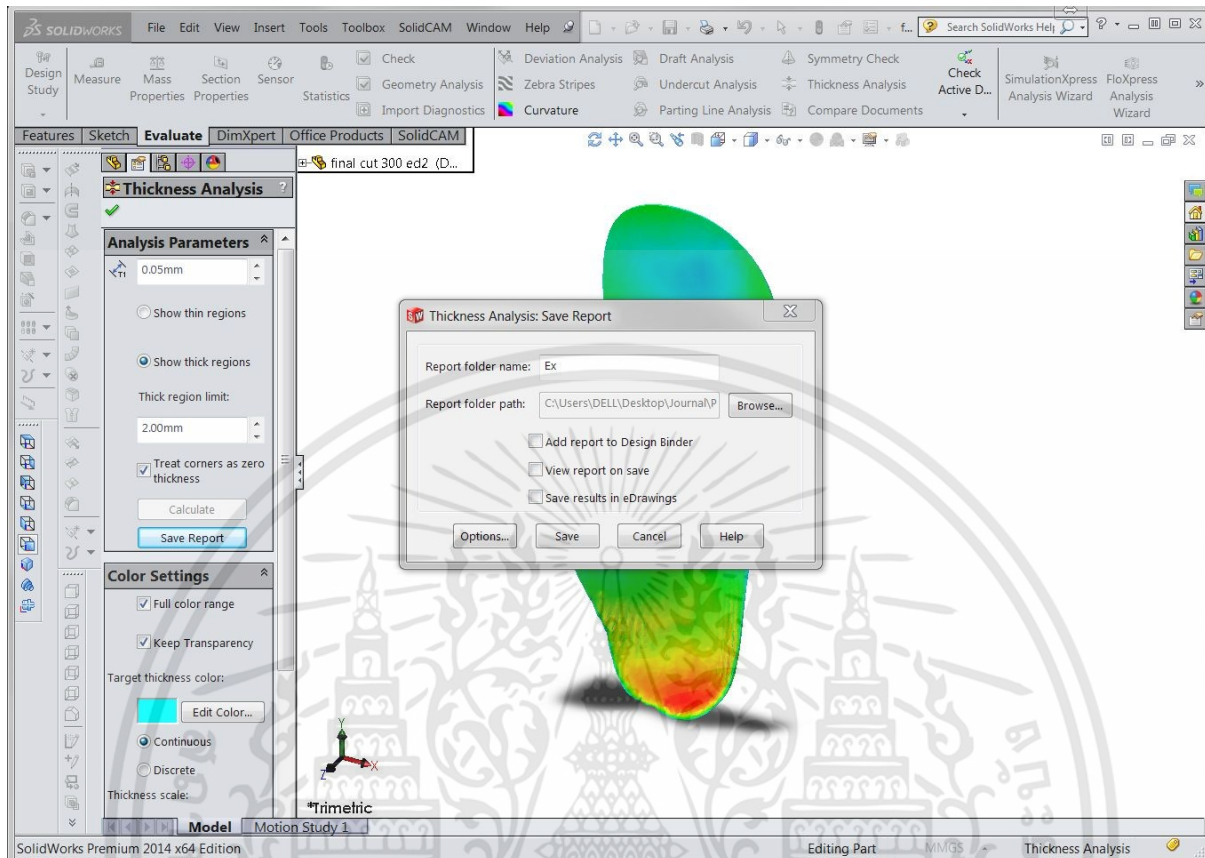 SOLIDWORKS File Edit View Insert Tools Toolbox SolidCAM Window Help f... Search SolidWorks Help
Design Study
Measure
Mass Properties
Section Properties
Sensor
Statistics
Check
Geometry Analysis
Import Diagnostics
Deviation Analysis
Zebra Stripes
Curvature
Draft Analysis
Undercut Analysis
Parting Line Analysis
Symmetry Check
Thickness Analysis
Compare Documents
Check Active D...
SimulationXpress Analysis Wizard
FloXpress Analysis Wizard
Features Sketch Evaluate DimXpert Office Products SolidCAM
final cut 300 ed2 (D...
Thickness Analysis ?
Analysis Parameters
T1 0.05mm
Show thin regions
Show thick regions
Thick region limit:
2.00mm
Treat corners as zero
thickness
Calculate
Save Report
Color Settings
Full color range
Keep Transparency
Target thickness color:
Edit Color...
Continuous
Discrete
Thickness scale:
Thickness Analysis: Save Report
Report folder name: Ex
Report folder path: C:\Users\DELL\Desktop\Journal\P Browse...
Add report to Design Binder
View report on save
Save results in eDrawings
Options... Save Cancel Help
Y
Z X
*Trimetric
Model Motion Study 1
SolidWorks Premium 2014 x64 Edition Editing Part MMGS Thickness Analysis